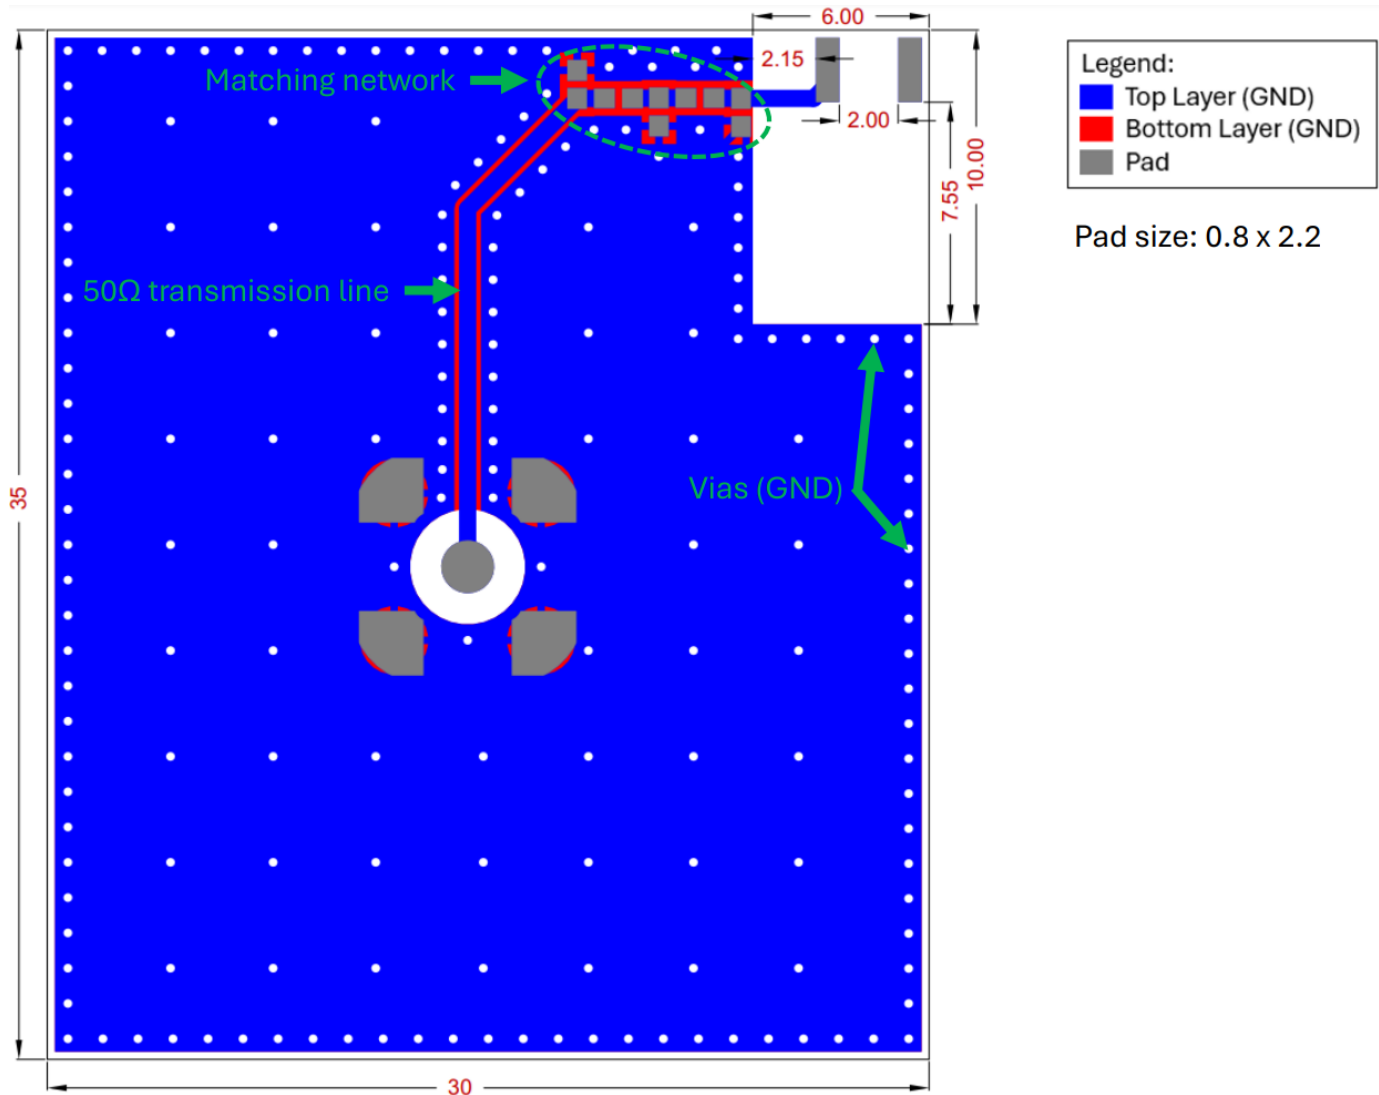 6.00
2.15
Matching network
2.00
10.00
7.55
Legend:
Top Layer (GND)
Bottom Layer (GND)
Pad
Pad size: 0.8 x 2.2
50Ω transmission line
Vias (GND)
35
30